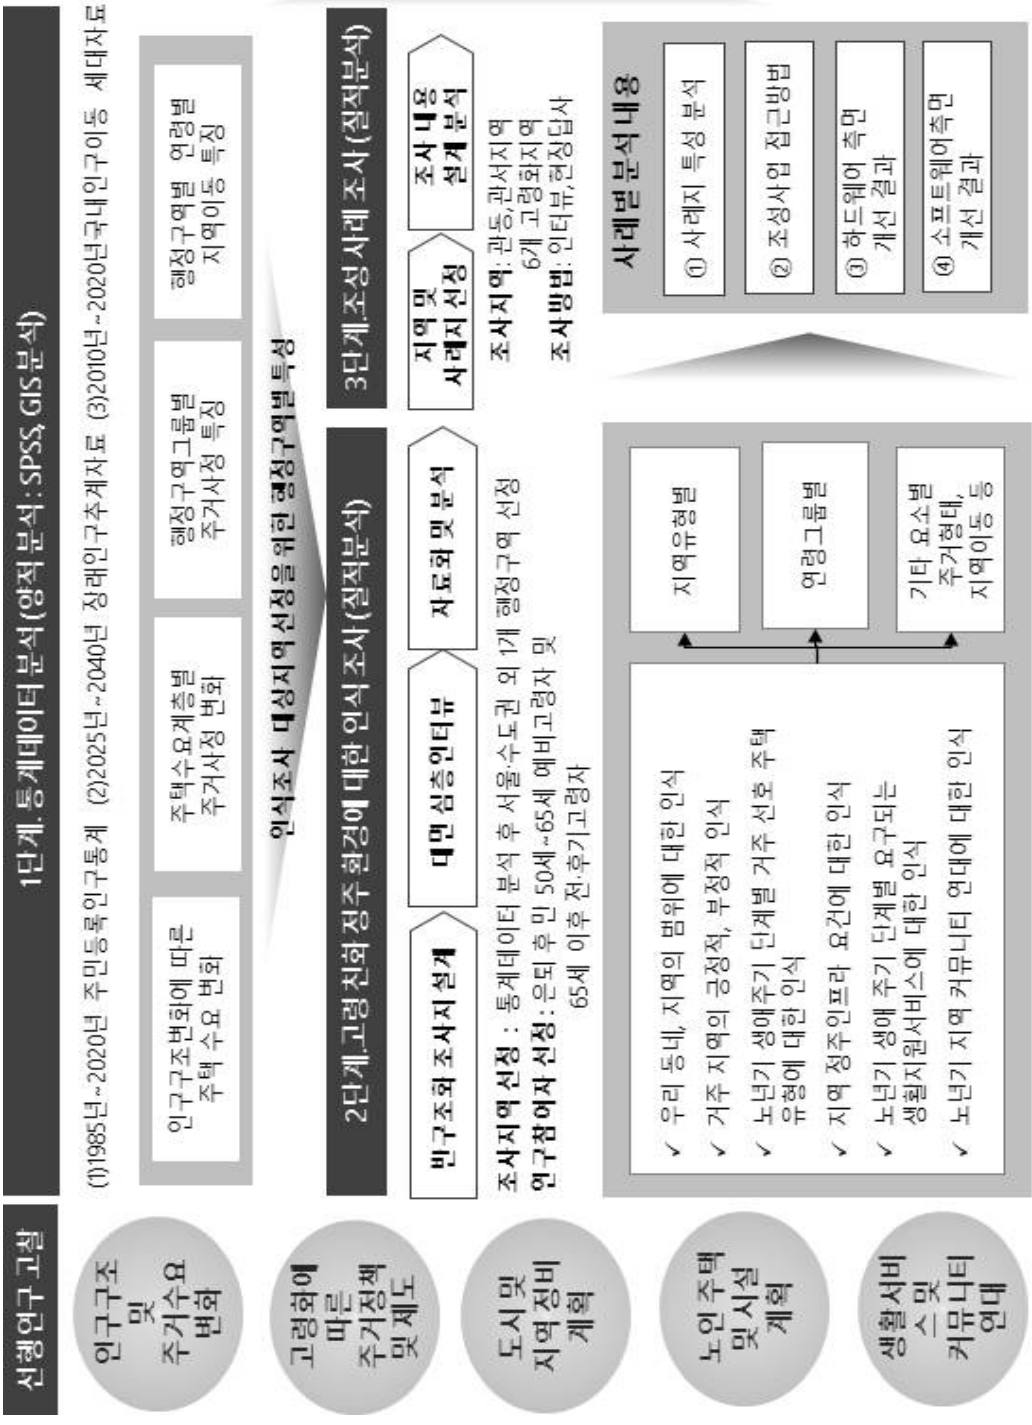 선행연구 고찰
인구구조
및
주거수요
변화
고령화에
따른
주거정책
및 제도
도시 및
지역정비
계획
노인 주택
및 시설
계획
생활서비
스 및
커뮤니티
연대
1단계. 통계데이터 분석 (양적 분석 : SPSS, GIS 분석)
(1)1985년~2020년 주민등록인구통계 (2)2025년~2040년 장래인구추계자료 (3)2010년~2020년국내인구이동 세대자료
인구구조변화에 따른
주택 수요 변화
주택수요계층별
주거사정 변화
행정구역그룹별
주거사정 특징
행정구역별 연령별
지역이동 특징
인식조사 대상지역 선정을 위한 행정구역별 특성
2단계.고령 친화 정주 환경에 대한 인식 조사 (질적분석)
반구조화 조사지 설계
대면 심층인터뷰
자료화 및 분석
조사지역 선정 : 통계데이터 분석 후 서울·수도권 외 1개 행정구역 선정
연구참여자 선정: 은퇴 후 만 50세~65세 예비고령자 및
65세 이후 전·후기고령자
✓ 우리 동네, 지역의 범위에 대한 인식
✓ 거주 지역의 긍정적, 부정적 인식
✓ 노년기 생애주기 단계별 거주 선호 주택
유형에 대한 인식
✓ 지역 정주인프라 요건에 대한 인식
✓ 노년기 생애 주기 단계별 요구되는
생활지원서비스에 대한 인식
✓ 노년기 지역 커뮤니티 연대에 대한 인식
지역유형별
연령그룹별
기타 요소별
주거형태,
지역이동 등
3단계.조성 사례 조사 (질적분석)
지역 및
사례지 선정
조사 내용
설계 분석
조사지역: 관동,관서지역
6개 고령화지역
조사방법: 인터뷰,현장답사
사례별 분석 내용
① 사례지 특성 분석
② 조성사업 접근방법
③ 하드웨어 측면
개선 결과
④ 소프트웨어측면
개선 결과